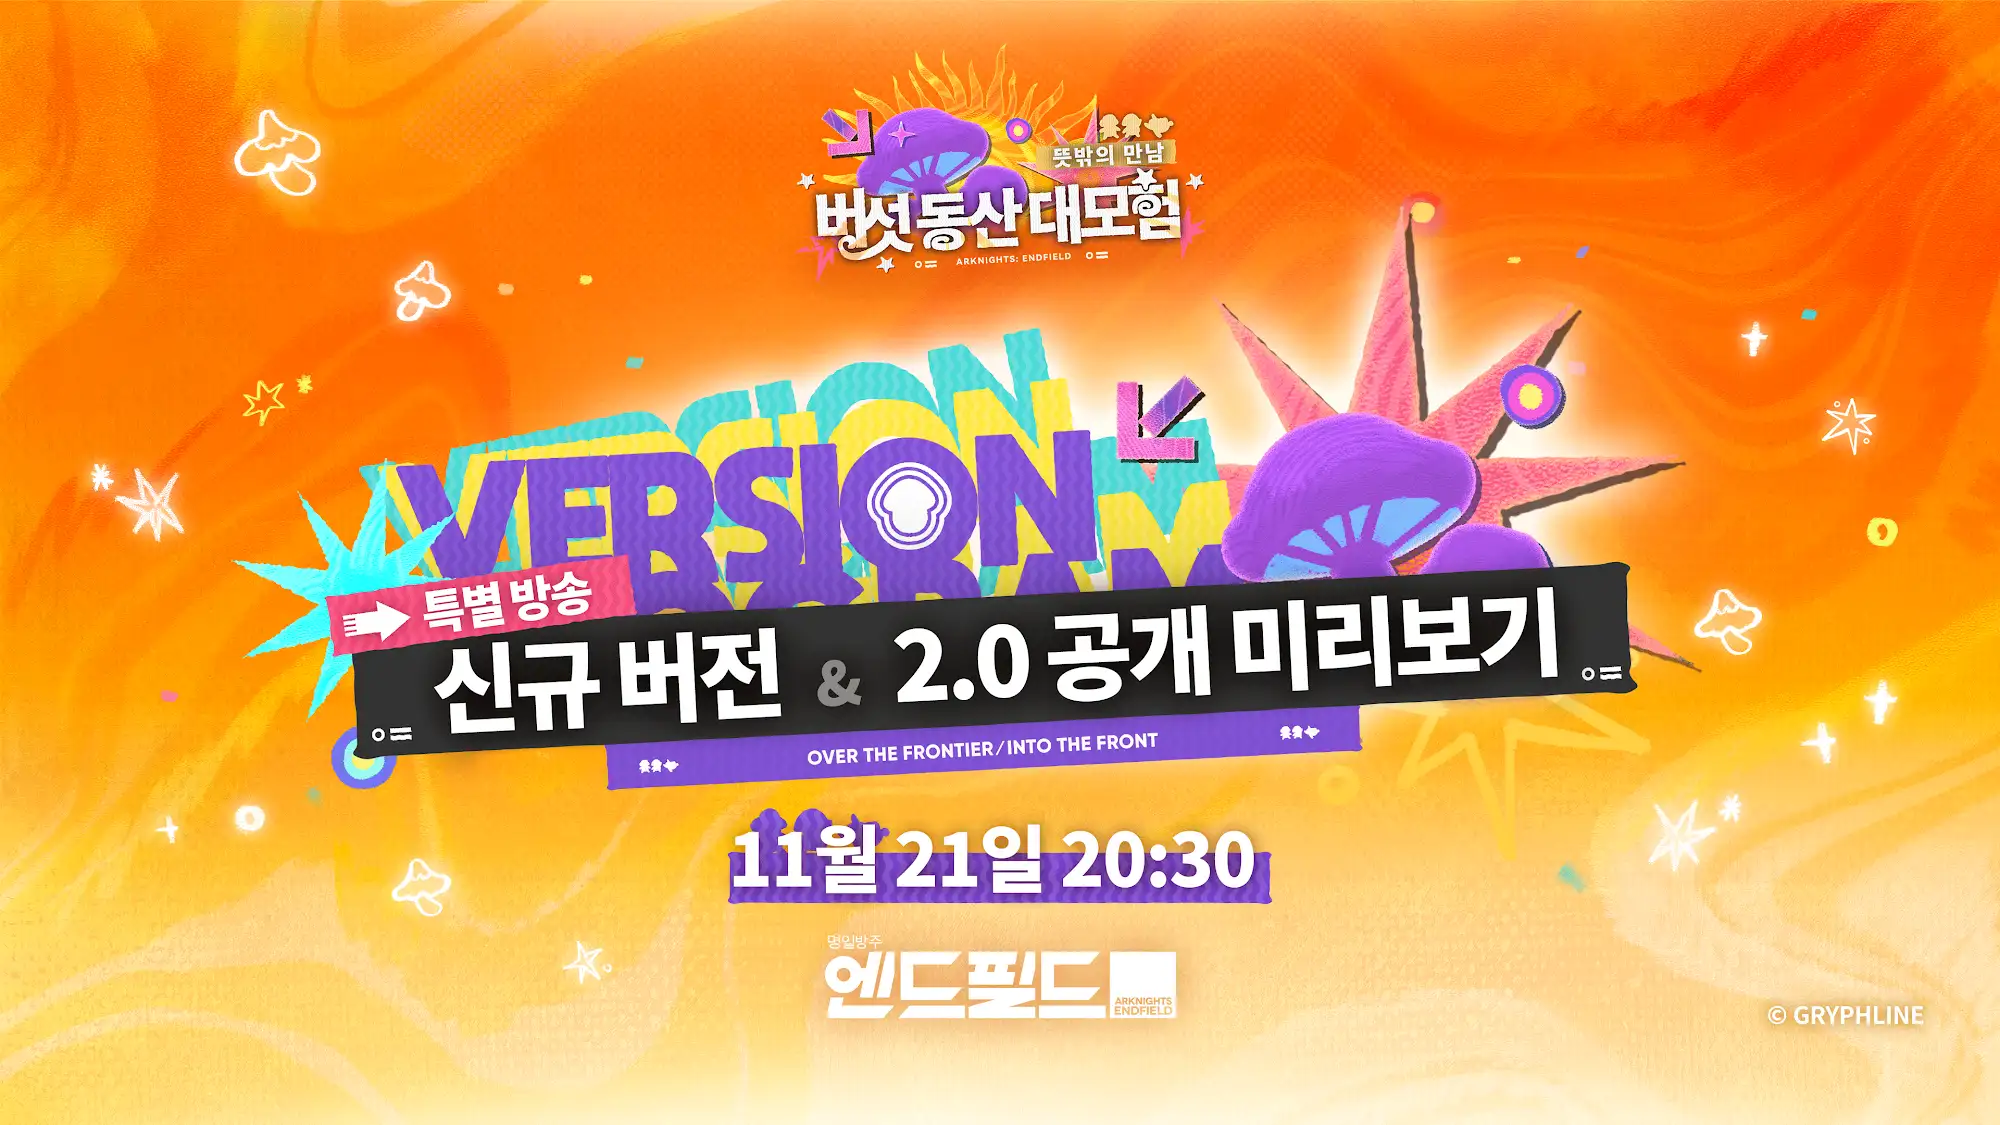 뜻밖의 만남
버섯 동산 대모험
ARKNIGHTS: ENDFIELD
VERSION
특별 방송
신규 버전 & 2.0 공개 미리보기
OVER THE FRONTIER/INTO THE FRONT
11월 21일 20:30
명일방주
엔드필드
ARKNIGHTS
ENDFIELD
© GRYPHLINE